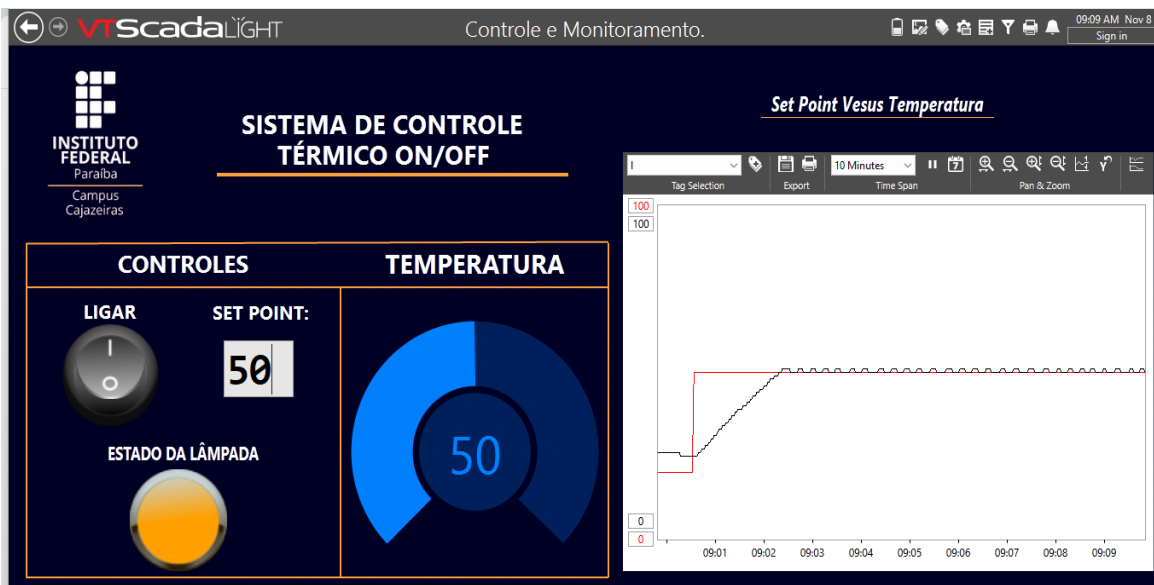 VTScadaLIGHT
Controle e Monitoramento.
09:09 AM Nov 8
Sign in
INSTITUTO
FEDERAL
Paraíba
Campus
Cajazeiras
SISTEMA DE CONTROLE
TÉRMICO ON/OFF
Set Point Vesus Temperatura
I
10 Minutes
7
Tag Selection
Export
Time Span
Pan & Zoom
100
100
0
0
09:01 09:02 09:03 09:04 09:05 09:06 09:07 09:08 09:09
CONTROLES
TEMPERATURA
LIGAR
SET POINT:
I
O
50
ESTADO DA LÂMPADA
50